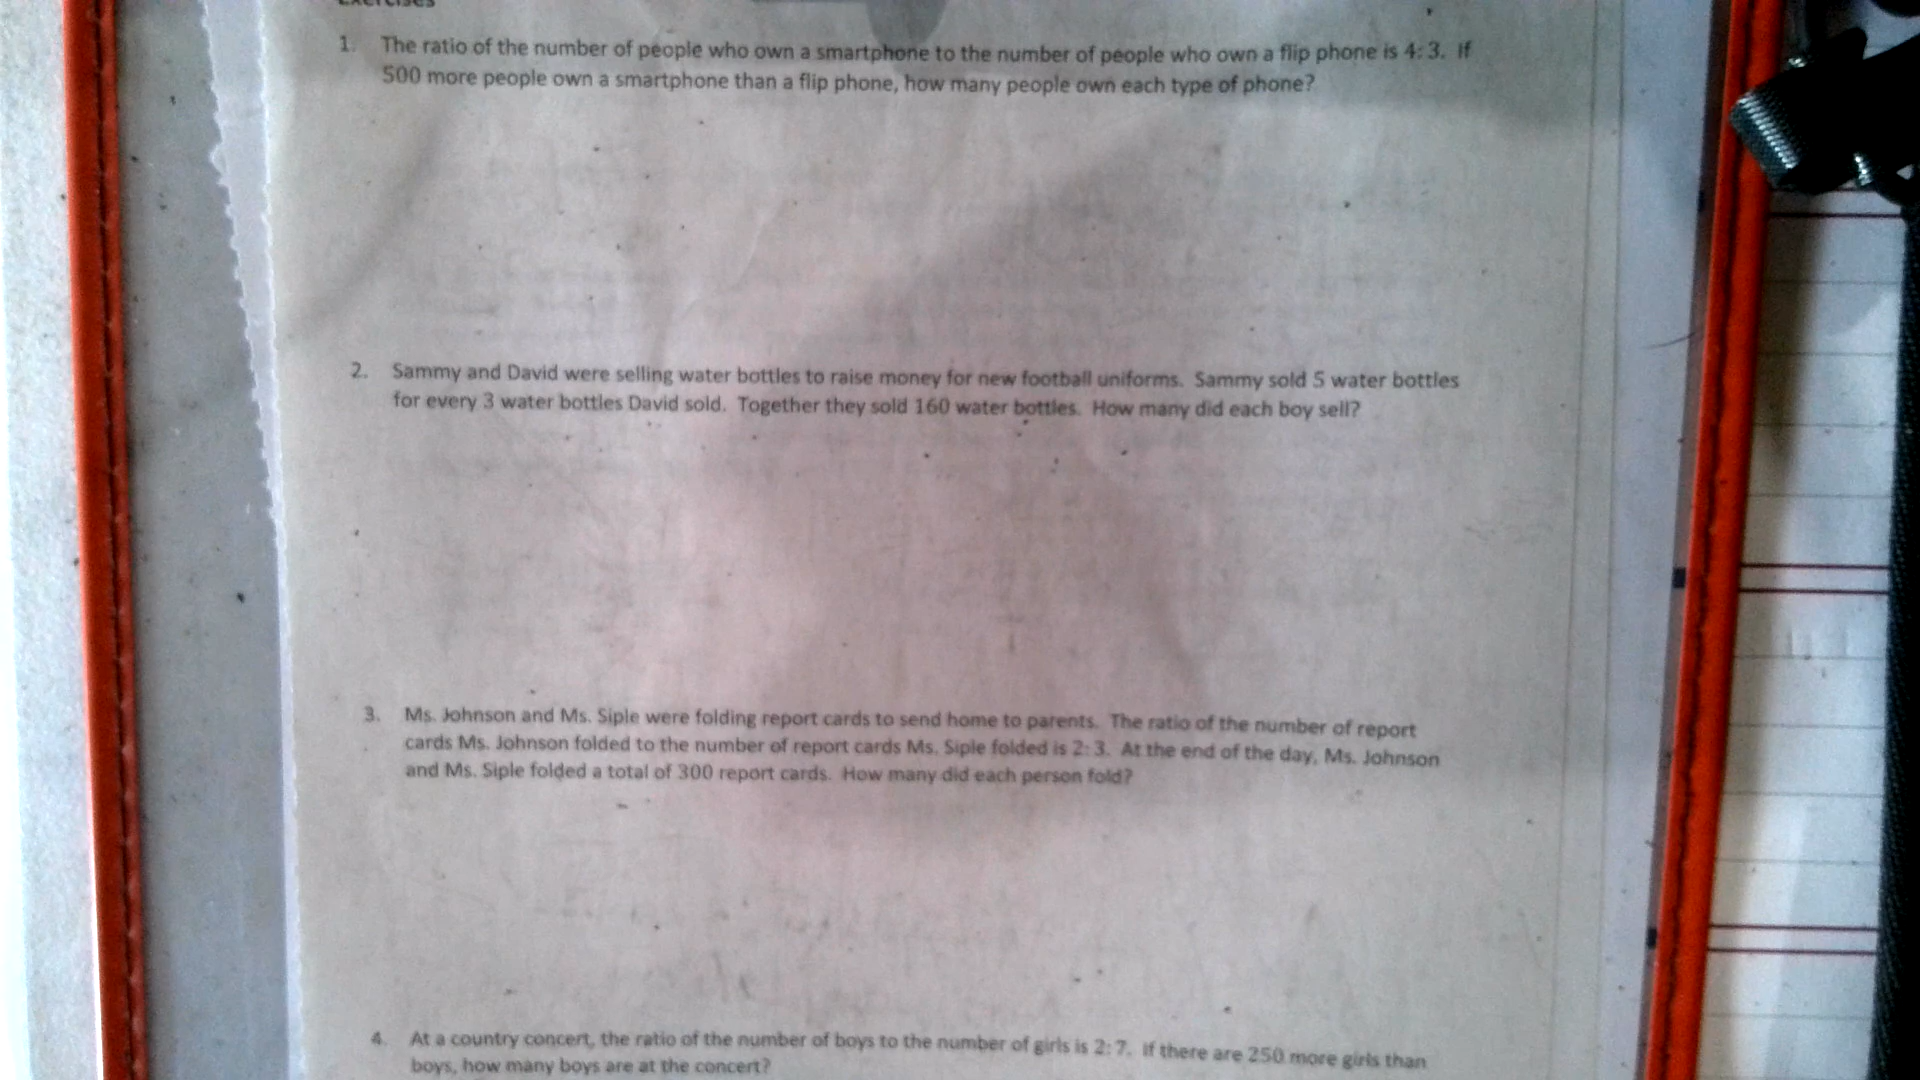 Exercises
1. The ratio of the number of people who own a smartphone to the number of people who own a flip phone is 4:3. If
500 more people own a smartphone than a flip phone, how many people own each type of phone?
2. Sammy and David were selling water bottles to raise money for new football uniforms. Sammy sold 5 water bottles
for every 3 water bottles David sold. Together they sold 160 water bottles. How many did each boy sell?
3. Ms. Johnson and Ms. Siple were folding report cards to send home to parents. The ratio of the number of report
cards Ms. Johnson folded to the number of report cards Ms. Siple folded is 2:3. At the end of the day, Ms. Johnson
and Ms. Siple folded a total of 300 report cards. How many did each person fold?
4. At a country concert, the ratio of the number of boys to the number of girls is 2:7. If there are 250 more girls than
boys, how many boys are at the concert?